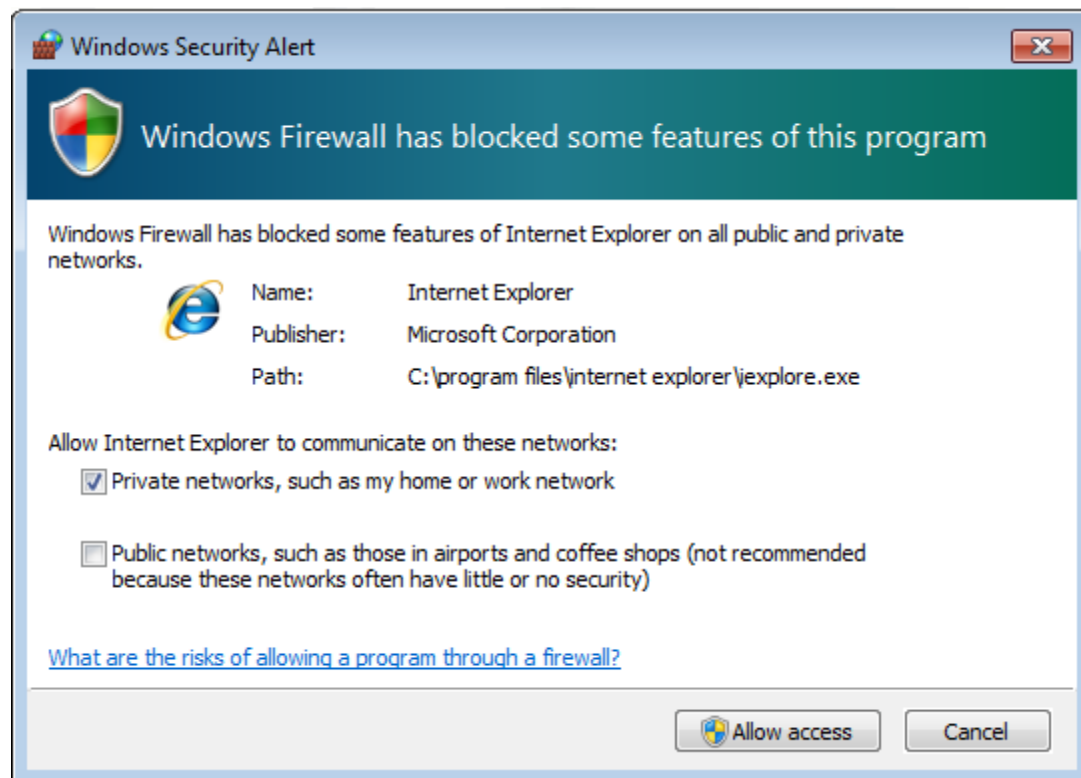 Windows Security Alert
Windows Firewall has blocked some features of this program
Windows Firewall has blocked some features of Internet Explorer on all public and private
networks.
Name: Internet Explorer
Publisher: Microsoft Corporation
Path: C:\program files\internet explorer\iexplore.exe
Allow Internet Explorer to communicate on these networks:
Private networks, such as my home or work network
Public networks, such as those in airports and coffee shops (not recommended
because these networks often have little or no security)
What are the risks of allowing a program through a firewall?
Allow access Cancel